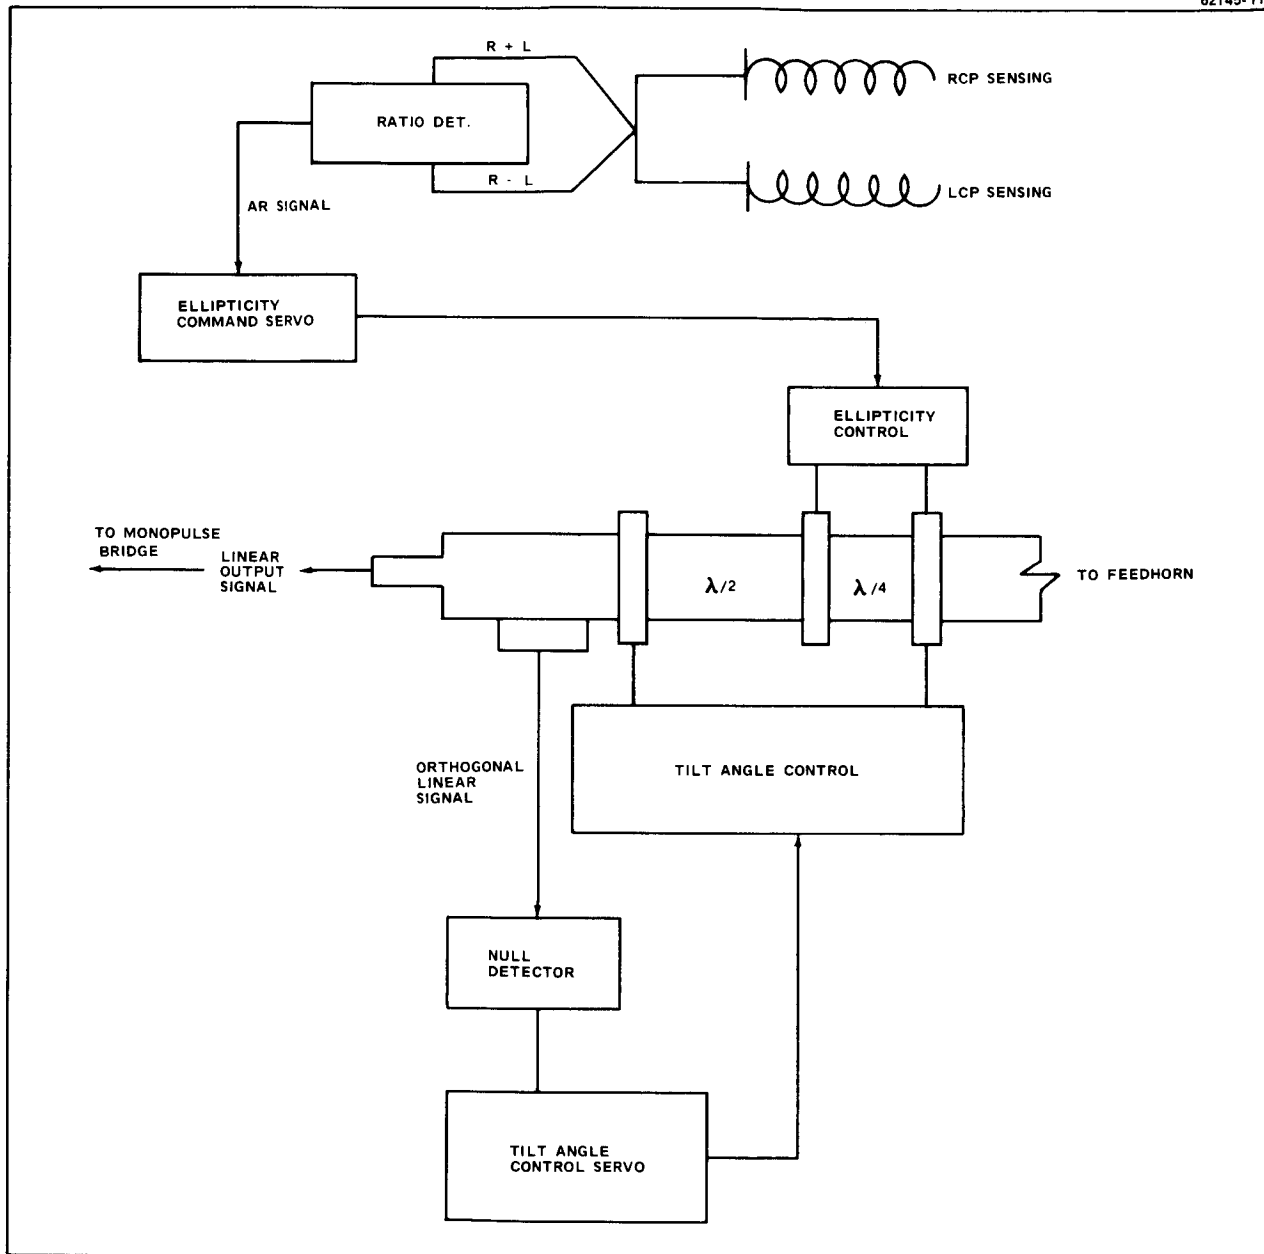 R + L
RCP SENSING
RATIO DET.
R - L
LCP SENSING
AR SIGNAL
ELLIPTICITY
COMMAND SERVO
ELLIPTICITY
CONTROL
TO MONOPULSE
BRIDGE
LINEAR
OUTPUT
SIGNAL
λ/2
λ/4
TO FEEDHORN
ORTHOGONAL
LINEAR
SIGNAL
TILT ANGLE CONTROL
NULL
DETECTOR
TILT ANGLE
CONTROL SERVO